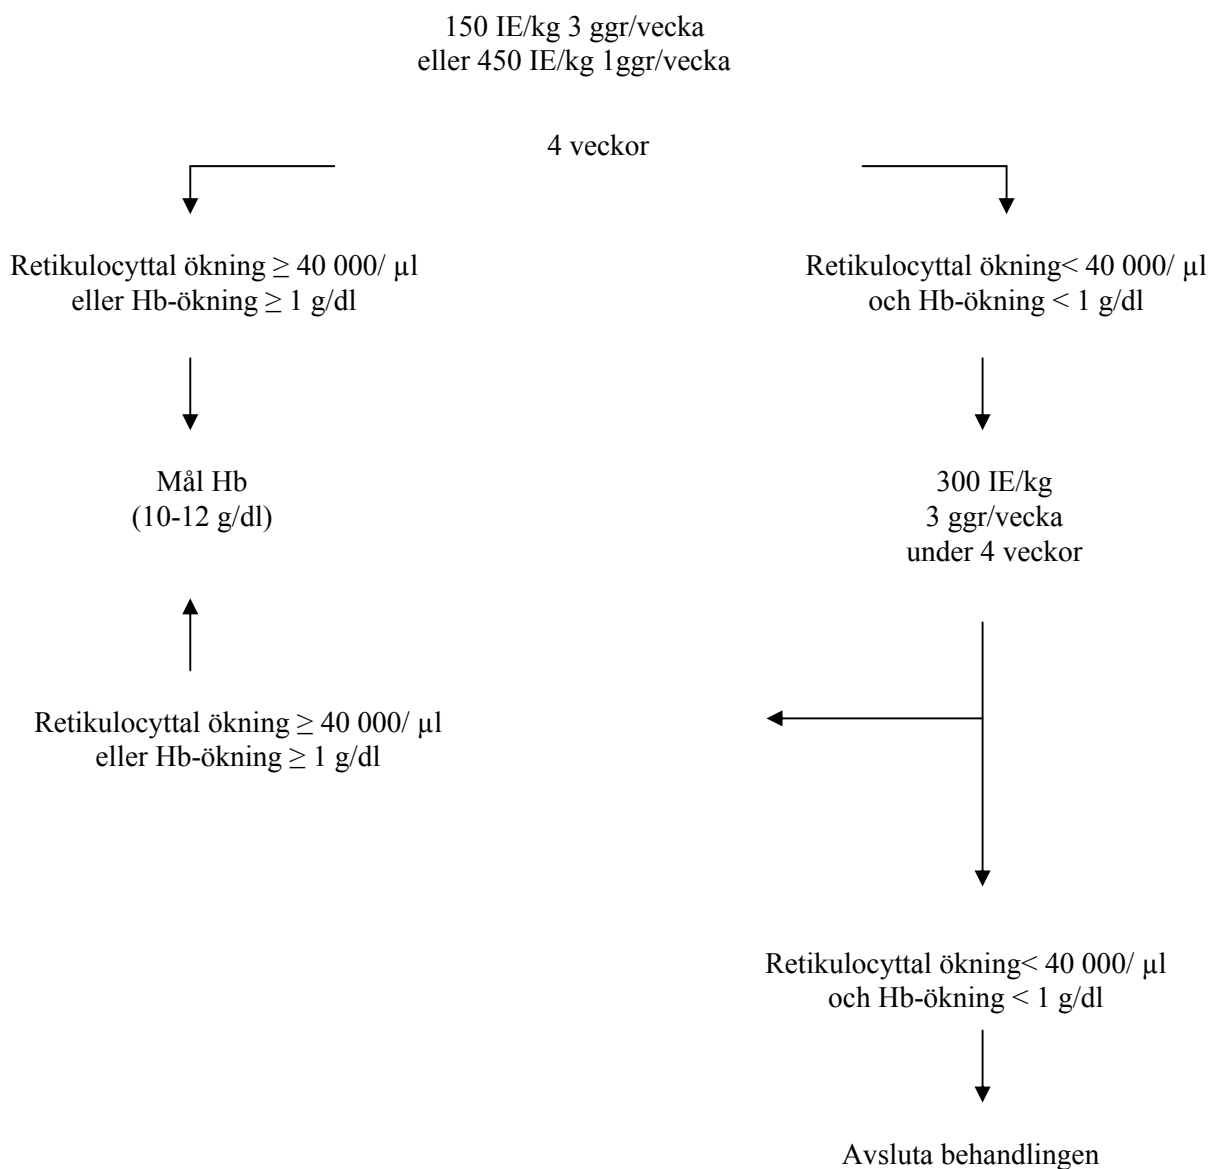 150 IE/kg 3 ggr/vecka
eller 450 IE/kg 1ggr/vecka
4 veckor
Retikulocyttal ökning ≥ 40 000/ µl
eller Hb-ökning ≥ 1 g/dl
Retikulocyttal ökning< 40 000/ µl
och Hb-ökning < 1 g/dl
Mål Hb
(10-12 g/dl)
300 IE/kg
3 ggr/vecka
under 4 veckor
Retikulocyttal ökning ≥ 40 000/ µl
eller Hb-ökning ≥ 1 g/dl
Retikulocyttal ökning< 40 000/ µl
och Hb-ökning < 1 g/dl
Avsluta behandlingen